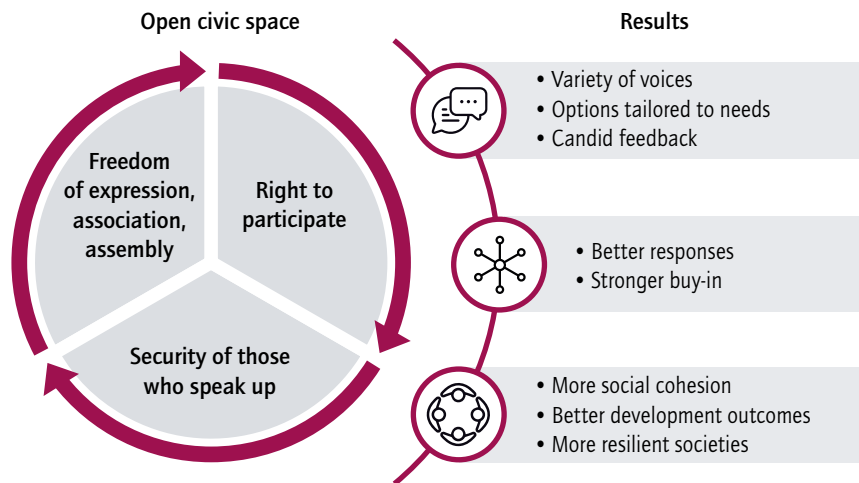 Open civic space
Freedom
of expression,
association,
assembly
Right to
participate
Security of those
who speak up
Results
• Variety of voices
• Options tailored to needs
• Candid feedback
• Better responses
• Stronger buy-in
• More social cohesion
• Better development outcomes
• More resilient societies